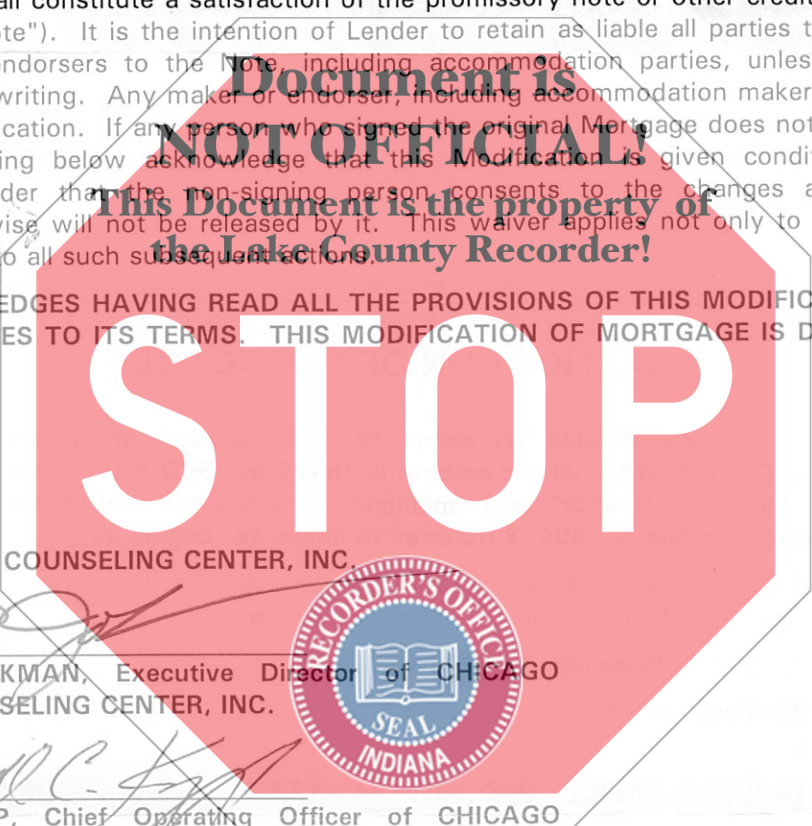 all constitute a satisfaction of the promissory note or other credit
ote"). It is the intention of Lender to retain as liable all parties t
endorsers to the Note, including accommodation parties, unles
writing. Any maker or endorser, including accommodation maker
ication. If any person who signed the original Mortgage does not
ing below acknowledge that this Modification is given condit
der that the non-signing person consents to the changes a
vise will not be released by it. This waiver applies not only to
o all such subsequent actions.
Document is
NOT OFFICIAL!
This Document is the property of
the Lake County Recorder!
EDGES HAVING READ ALL THE PROVISIONS OF THIS MODIFIC
ES TO ITS TERMS. THIS MODIFICATION OF MORTGAGE IS D
STOP
COUNSELING CENTER, INC.
KMAN, Executive Director of CHICAGO
SELING CENTER, INC.
RECORDER'S OFFICE
SEAL
INDIANA
P, Chief Operating Officer of CHICAGO